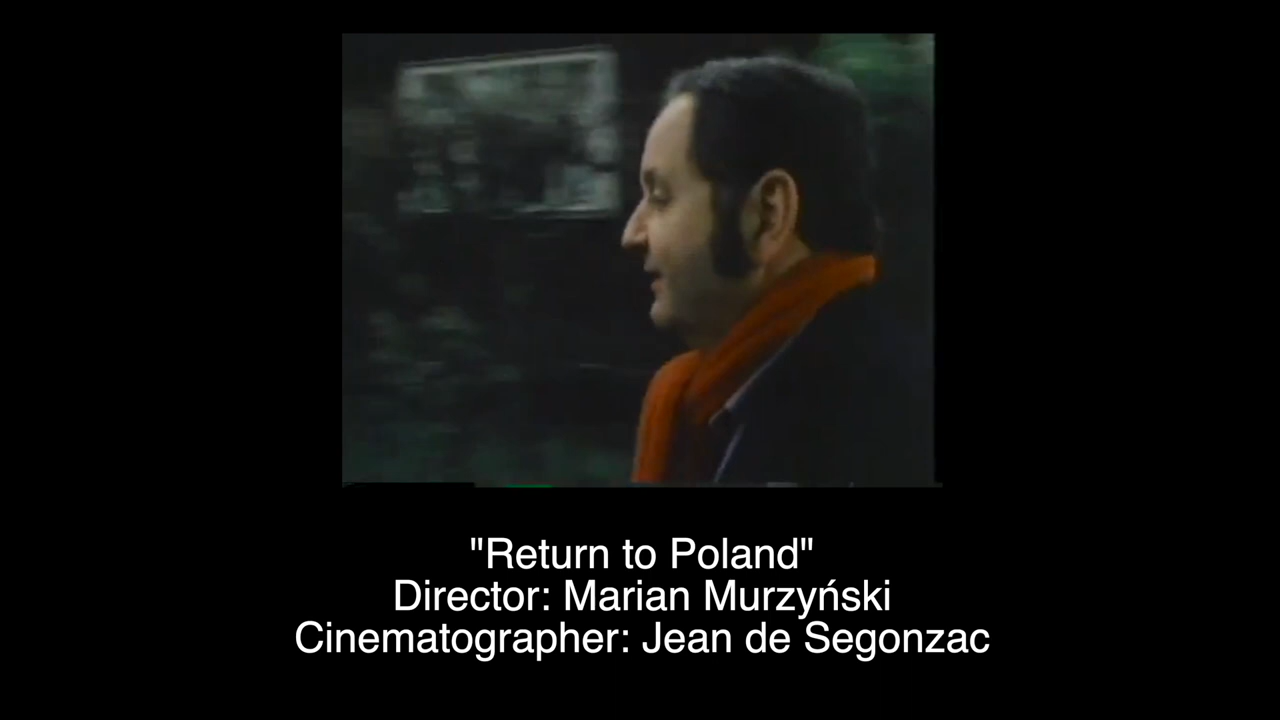 "Return to Poland"
Director: Marian Murzyński
Cinematographer: Jean de Segonzac